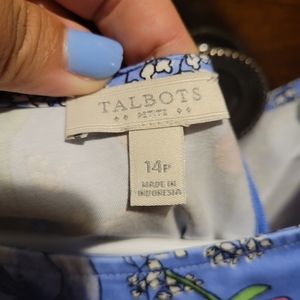 TALBOTS
PETITE
14P
MADE IN
INDONESIA